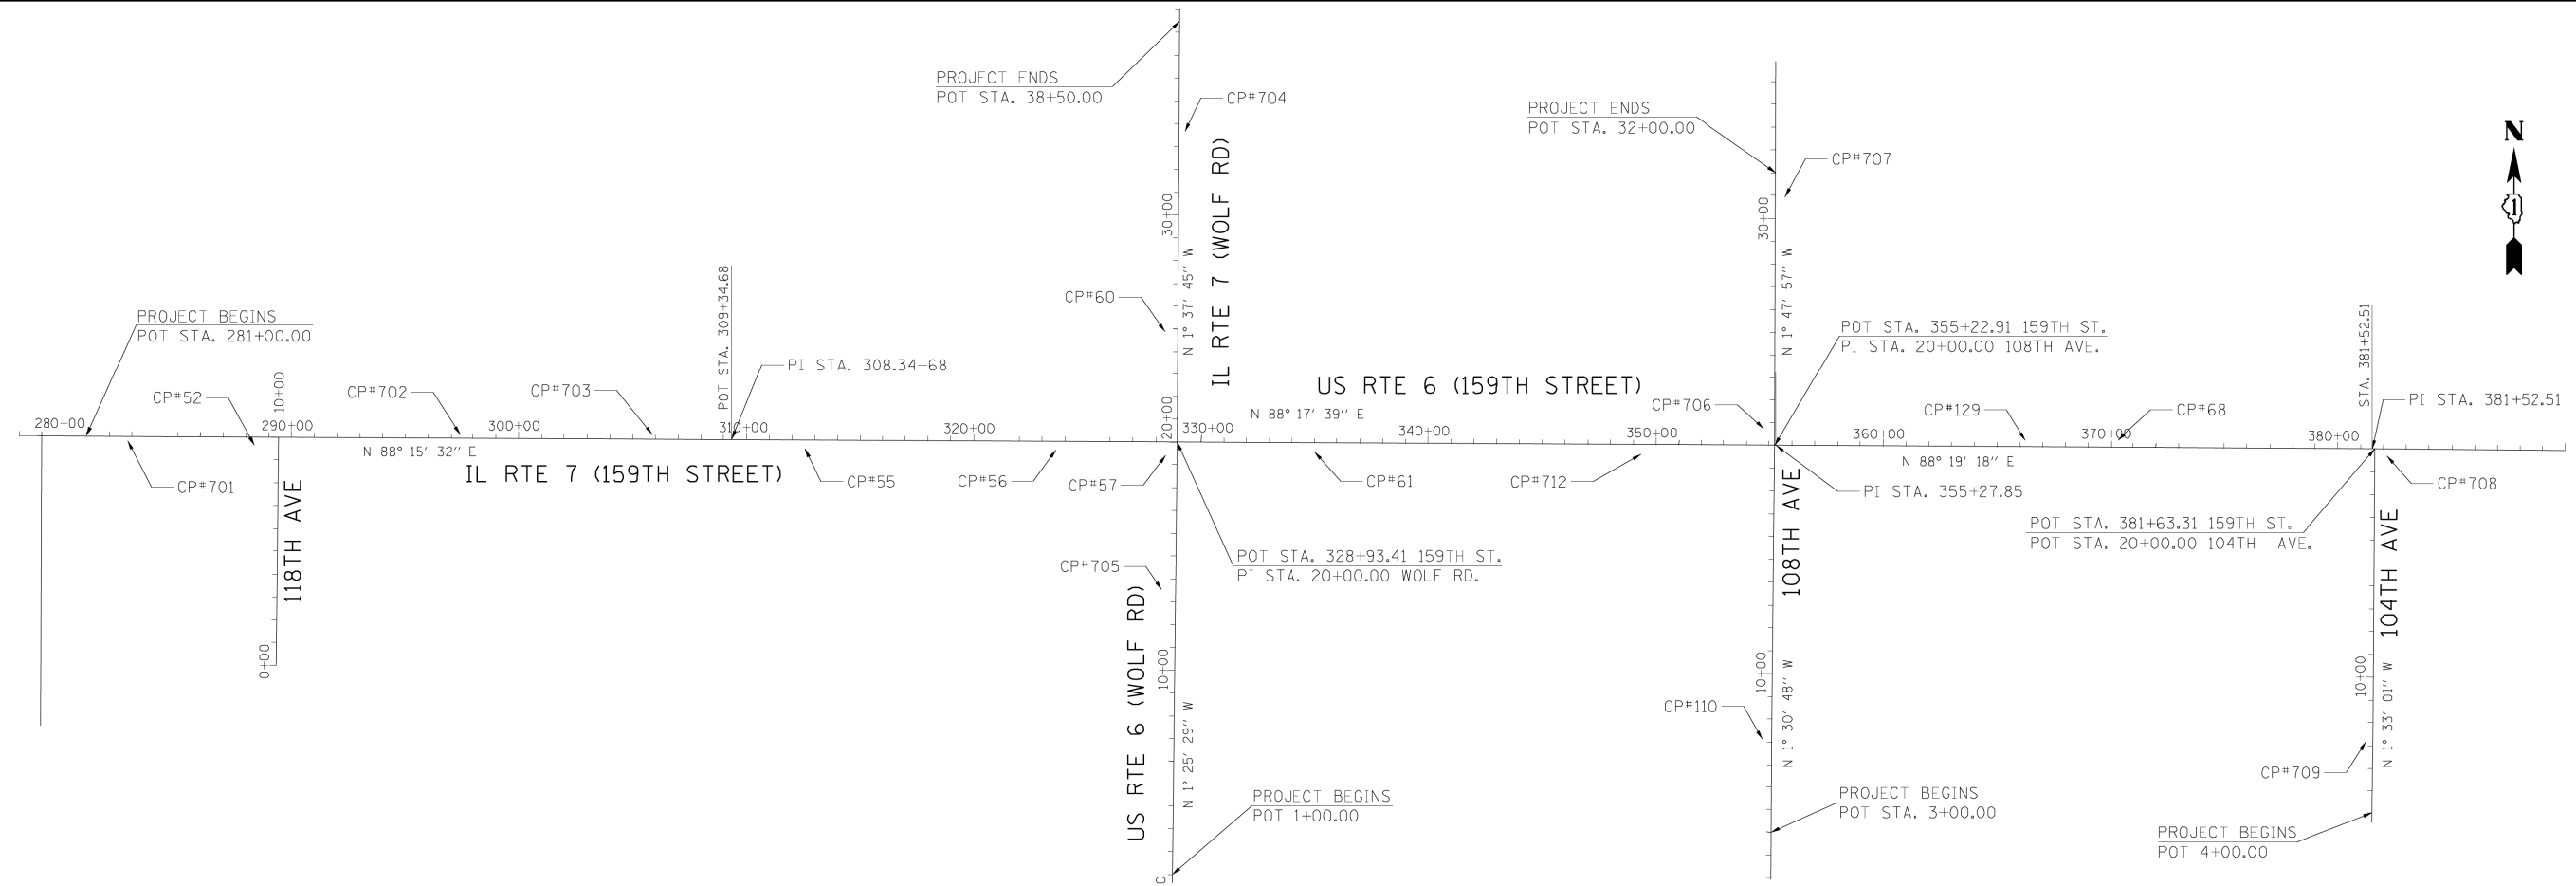 PROJECT ENDS
POT STA. 38+50.00
CP#704
PROJECT ENDS
POT STA. 32+00.00
CP#707
N
1
30+00
IL RTE 7 (WOLF RD)
N 1° 37' 45" W
30+00
N 1° 47' 57" W
CP#60
PROJECT BEGINS
POT STA. 281+00.00
POT STA. 309+34.68
PI STA. 308.34+68
POT STA. 355+22.91 159TH ST.
PI STA. 20+00.00 108TH AVE.
STA. 381+52.51
CP#52
10+00
CP#702
CP#703
US RTE 6 (159TH STREET)
CP#706
CP#129
CP#68
PI STA. 381+52.51
280+00
290+00
300+00
310+00
320+00
20+00
330+00
N 88° 17' 39" E
340+00
350+00
360+00
370+00
380+00
N 88° 15' 32" E
N 88° 19' 18" E
CP#701
IL RTE 7 (159TH STREET)
CP#55
CP#56
CP#57
CP#61
CP#712
PI STA. 355+27.85
CP#708
118TH AVE
0+00
108TH AVE
POT STA. 381+63.31 159TH ST.
POT STA. 20+00.00 104TH AVE.
104TH AVE
POT STA. 328+93.41 159TH ST.
PI STA. 20+00.00 WOLF RD.
CP#705
US RTE 6 (WOLF RD)
10+00
N 1° 25' 29" W
10+00
N 1° 30' 48" W
CP#110
10+00
N 1° 33' 01" W
CP#709
PROJECT BEGINS
POT 1+00.00
PROJECT BEGINS
POT STA. 3+00.00
PROJECT BEGINS
POT 4+00.00
0